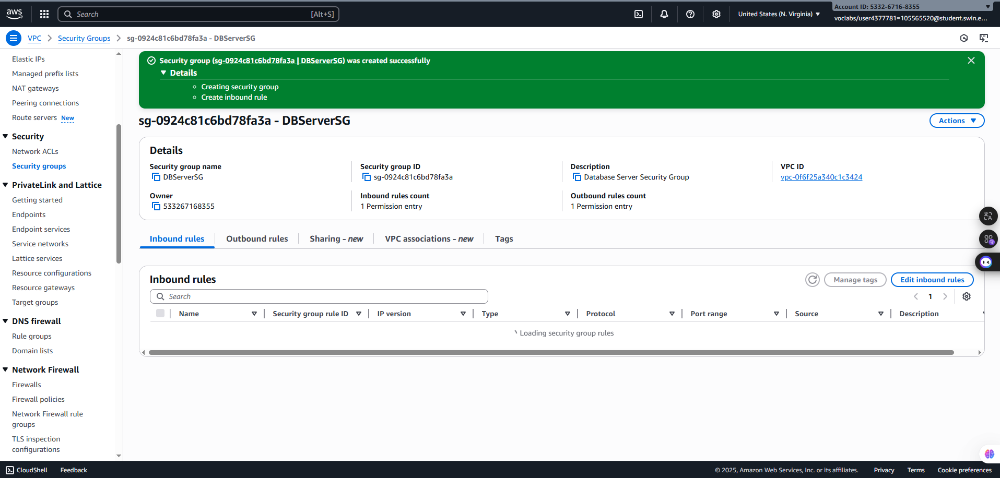 aws
Search
[Alt+S]
United States (N. Virginia)
Account ID: 5332-6716-8355
voclabs/user4377781=105565520@student.swin.e...
VPC
Security Groups
sg-0924c81c6bd78fa3a - DBServerSG
Elastic IPs
Managed prefix lists
NAT gateways
Peering connections
Route servers New
Security
Network ACLs
Security groups
PrivateLink and Lattice
Getting started
Endpoints
Endpoint services
Service networks
Lattice services
Resource configurations
Resource gateways
Target groups
DNS firewall
Rule groups
Domain lists
Network Firewall
Firewalls
Firewall policies
Network Firewall rule
groups
TLS inspection
configurations
Security group (sg-0924c81c6bd78fa3a | DBServerSG) was created successfully
Details
Creating security group
Create inbound rule
sg-0924c81c6bd78fa3a - DBServerSG
Actions
Details
Security group name
DBServerSG
Security group ID
sg-0924c81c6bd78fa3a
Description
Database Server Security Group
VPC ID
vpc-0f6f25a340c1c3424
Owner
533267168355
Inbound rules count
1 Permission entry
Outbound rules count
1 Permission entry
Inbound rules
Outbound rules
Sharing - new
VPC associations - new
Tags
Inbound rules
Manage tags
Edit inbound rules
Search
1
Name
Security group rule ID
IP version
Type
Protocol
Port range
Source
Description
Loading security group rules
CloudShell
Feedback
© 2025, Amazon Web Services, Inc. or its affiliates.
Privacy
Terms
Cookie preferences